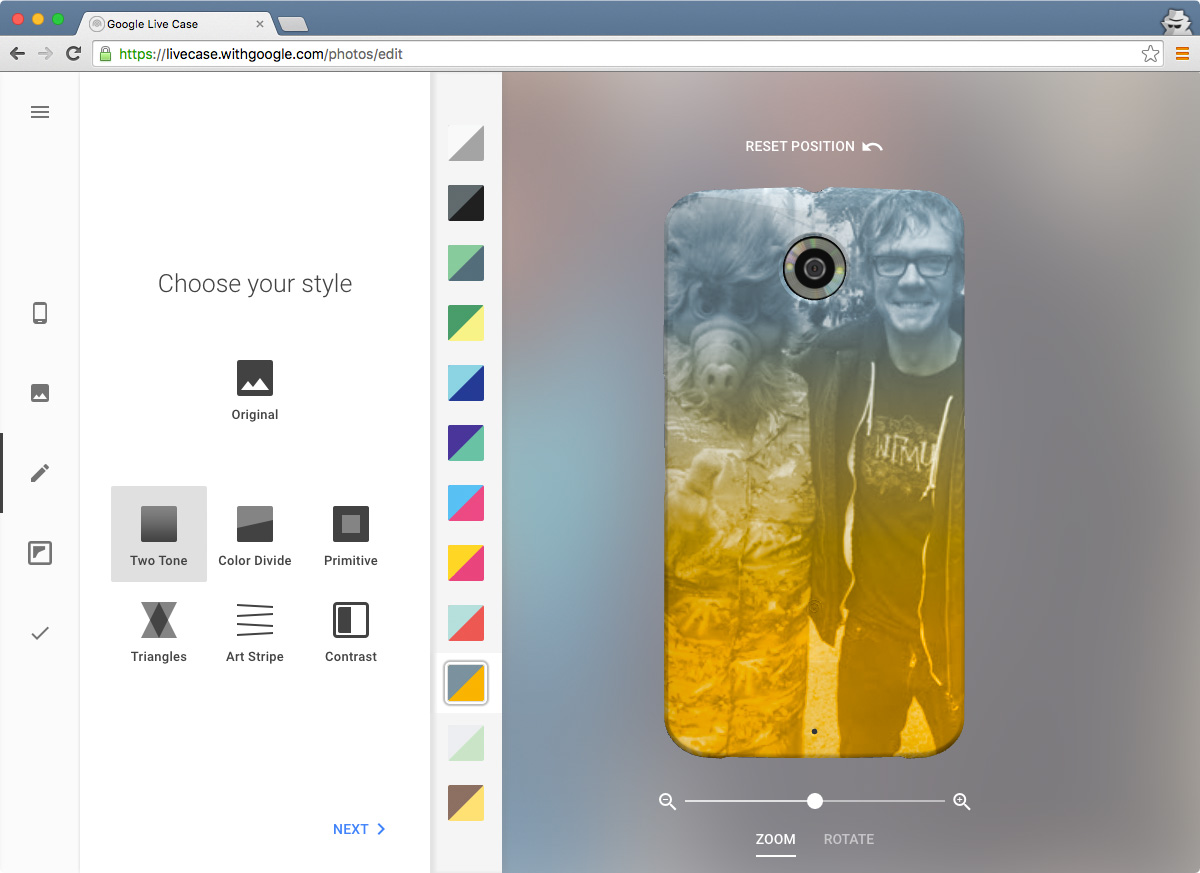 Google Live Case
https://livecase.withgoogle.com/photos/edit
Choose your style
Original
Two Tone
Color Divide
Primitive
Triangles
Art Stripe
Contrast
NEXT
RESET POSITION
WFMU
ZOOM
ROTATE